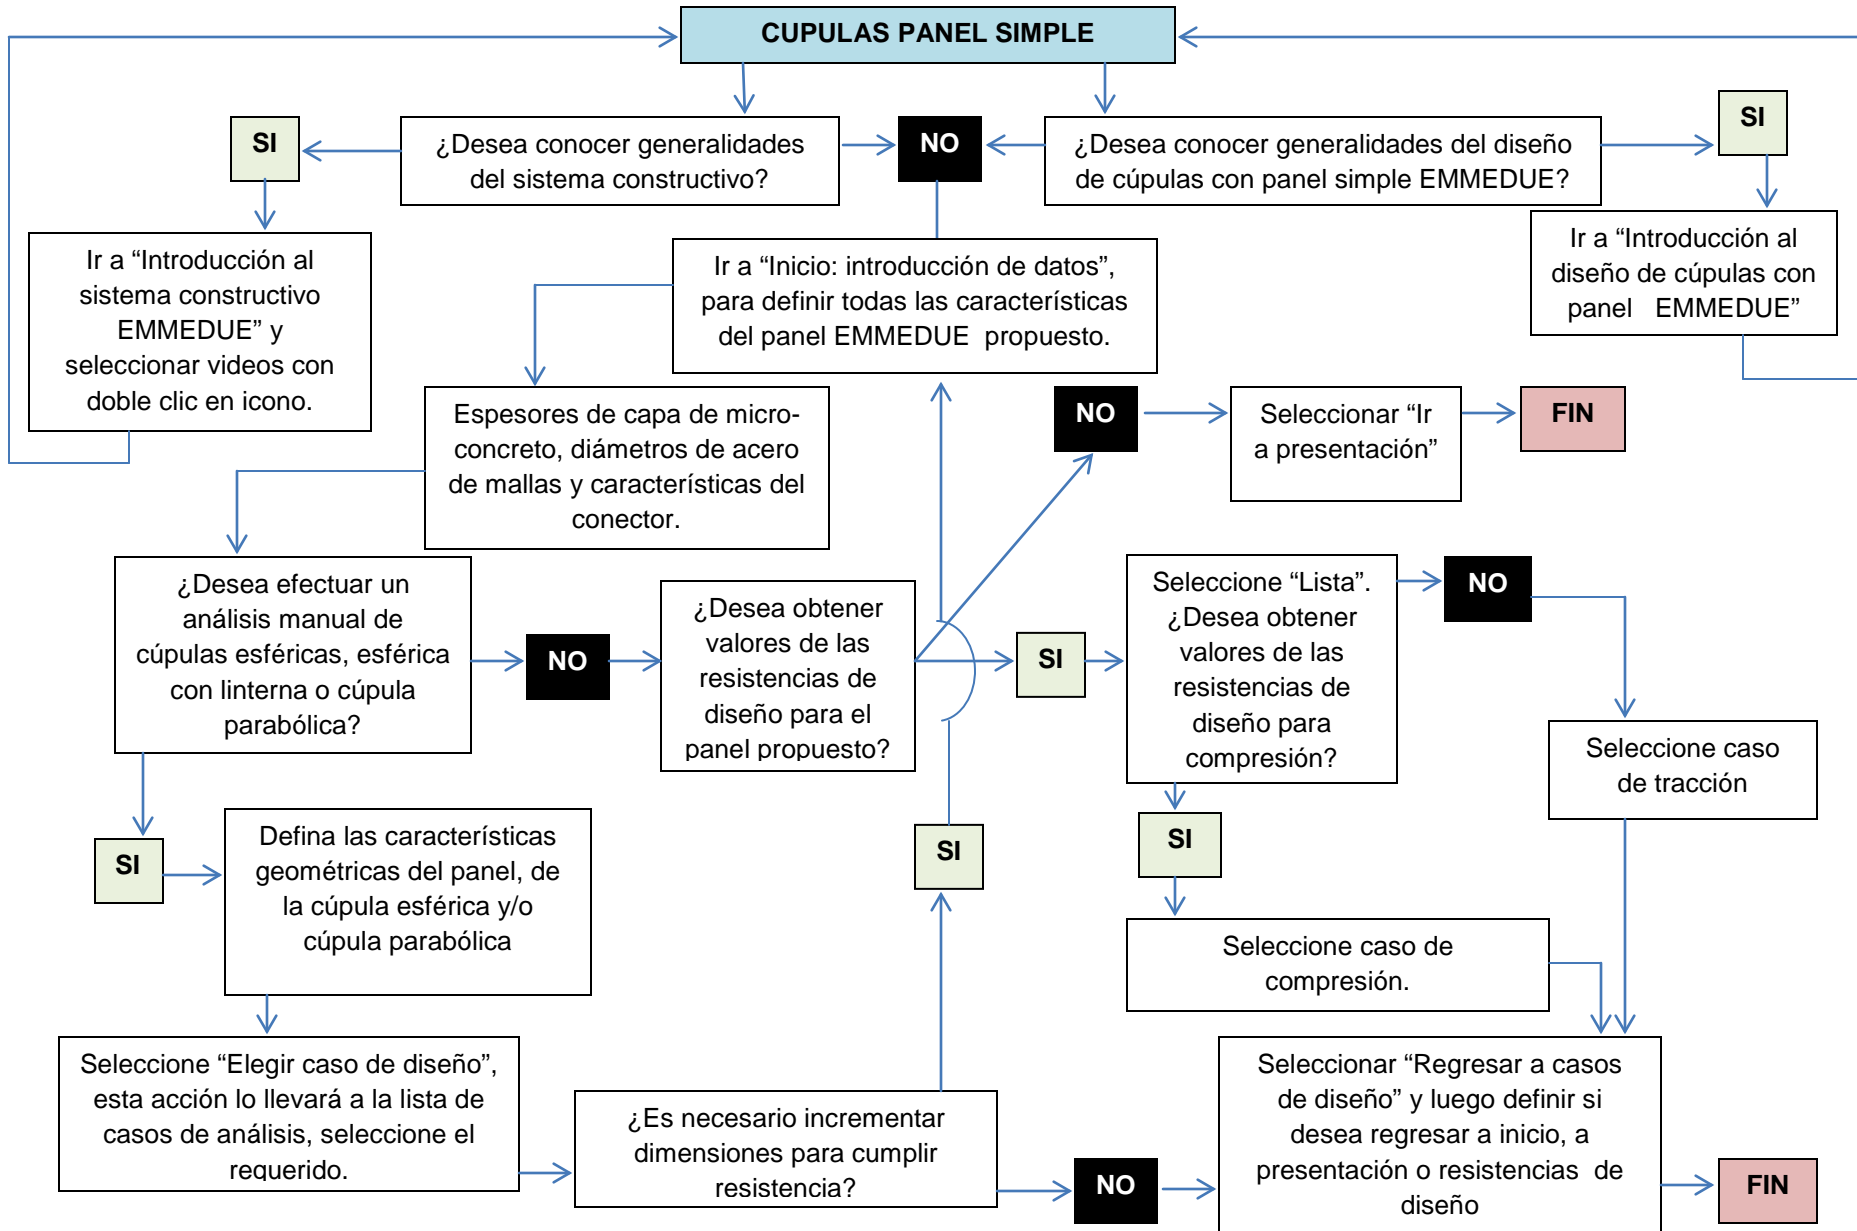 CUPULAS PANEL SIMPLE
SI
¿Desea conocer generalidades
del sistema constructivo?
NO
¿Desea conocer generalidades del diseño
de cúpulas con panel simple EMMEDUE?
SI
Ir a “Introducción al
sistema constructivo
EMMEDUE” y
seleccionar videos con
doble clic en icono.
Ir a “Inicio: introducción de datos”,
para definir todas las características
del panel EMMEDUE propuesto.
Ir a “Introducción al
diseño de cúpulas con
panel EMMEDUE”
Espesores de capa de micro-
concreto, diámetros de acero
de mallas y características del
conector.
NO
Seleccionar “Ir
a presentación”
FIN
¿Desea efectuar un
análisis manual de
cúpulas esféricas, esférica
con linterna o cúpula
parabólica?
NO
¿Desea obtener
valores de las
resistencias de
diseño para el
panel propuesto?
SI
Seleccione “Lista”.
¿Desea obtener
valores de las
resistencias de
diseño para
compresión?
NO
Seleccione caso
de tracción
SI
Defina las características
geométricas del panel, de
la cúpula esférica y/o
cúpula parabólica
SI
SI
Seleccione caso de
compresión.
Seleccione “Elegir caso de diseño”,
esta acción lo llevará a la lista de
casos de análisis, seleccione el
requerido.
¿Es necesario incrementar
dimensiones para cumplir
resistencia?
NO
Seleccionar “Regresar a casos
de diseño” y luego definir si
desea regresar a inicio, a
presentación o resistencias de
diseño
FIN